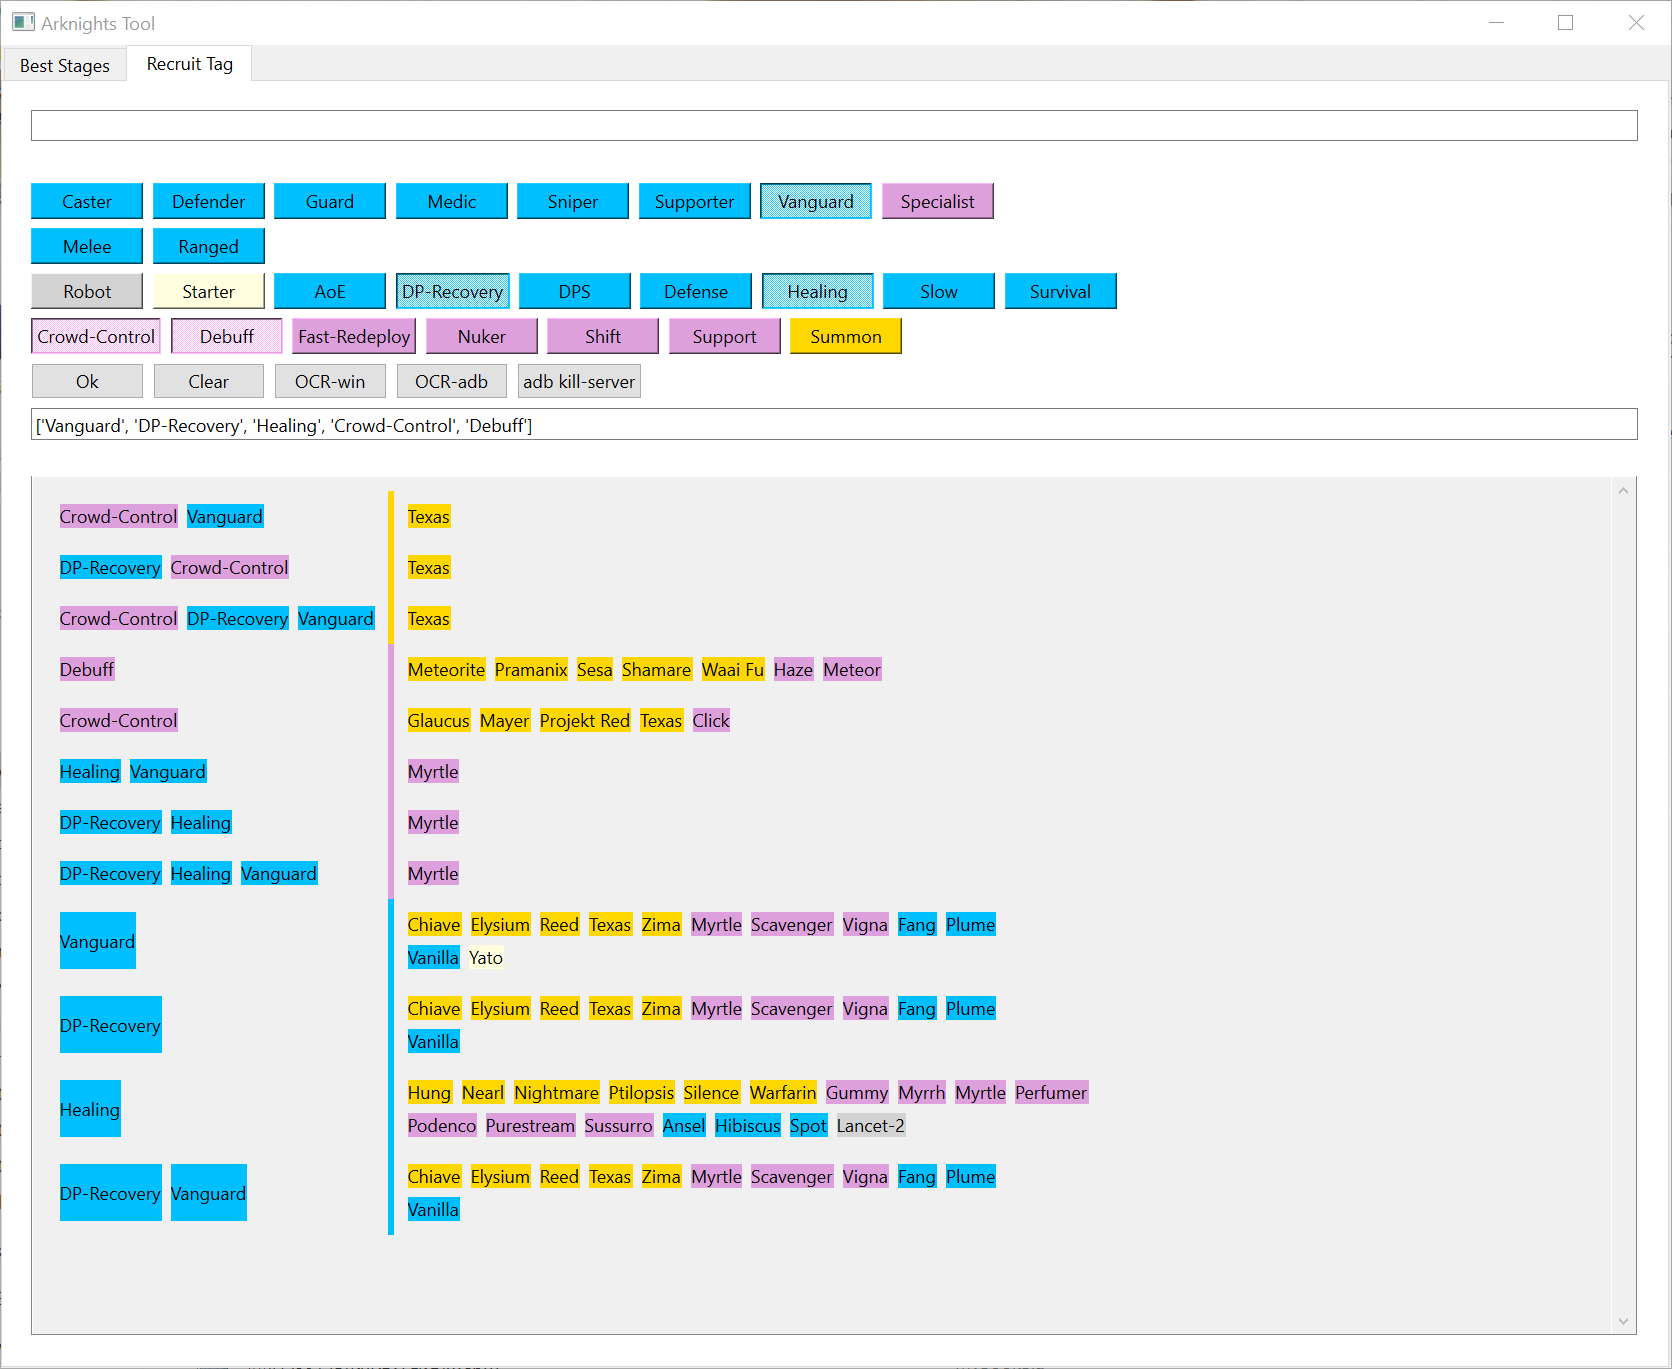 Arknights Tool
Best Stages Recruit Tag
Caster Defender Guard Medic Sniper Supporter Vanguard Specialist
Melee Ranged
Robot Starter AoE DP-Recovery DPS Defense Healing Slow Survival
Crowd-Control Debuff Fast-Redeploy Nuker Shift Support Summon
Ok Clear OCR-win OCR-adb adb kill-server
['Vanguard', 'DP-Recovery', 'Healing', 'Crowd-Control', 'Debuff']
Crowd-Control Vanguard Texas
DP-Recovery Crowd-Control Texas
Crowd-Control DP-Recovery Vanguard Texas
Debuff Meteorite Pramanix Sesa Shamare Waai Fu Haze Meteor
Crowd-Control Glaucus Mayer Projekt Red Texas Click
Healing Vanguard Myrtle
DP-Recovery Healing Myrtle
DP-Recovery Healing Vanguard Myrtle
Vanguard Chiave Elysium Reed Texas Zima Myrtle Scavenger Vigna Fang Plume
Vanilla Yato
DP-Recovery Chiave Elysium Reed Texas Zima Myrtle Scavenger Vigna Fang Plume
Vanilla
Healing Hung Nearl Nightmare Ptilopsis Silence Warfarin Gummy Myrrh Myrtle Perfumer
Podenco Purestream Sussurro Ansel Hibiscus Spot Lancet-2
DP-Recovery Vanguard Chiave Elysium Reed Texas Zima Myrtle Scavenger Vigna Fang Plume
Vanilla